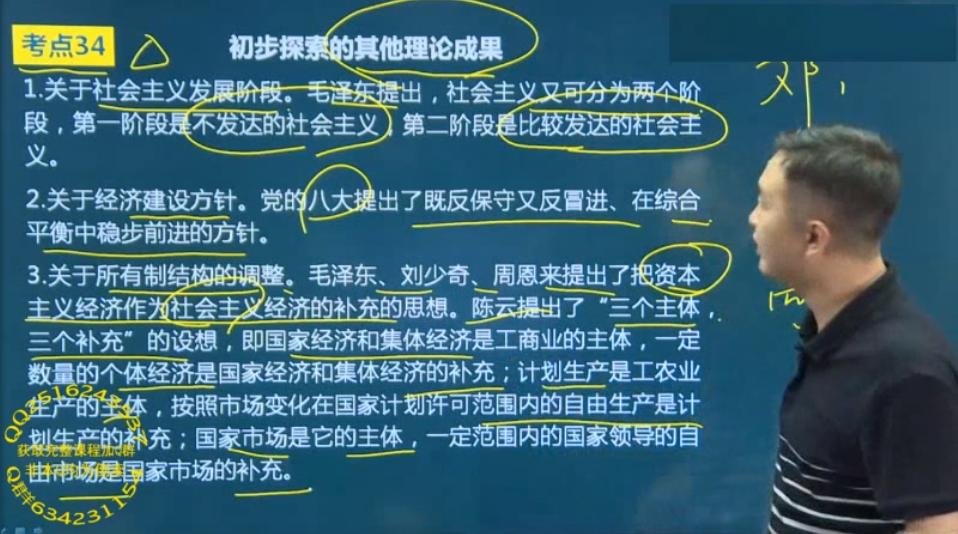 考点34 初步探索的其他理论成果
1.关于社会主义发展阶段。毛泽东提出，社会主义又可分为两个阶
段，第一阶段是不发达的社会主义，第二阶段是比较发达的社会主
义。
2.关于经济建设方针。党的八大提出了既反保守又反冒进、在综合
平衡中稳步前进的方针。
3.关于所有制结构的调整。毛泽东、刘少奇、周恩来提出了把资本
主义经济作为社会主义经济的补充的思想。陈云提出了“三个主体，
三个补充”的设想，即国家经济和集体经济是工商业的主体，一定
数量的个体经济是国家经济和集体经济的补充；计划生产是工农业
生产的主体，按照市场变化在国家计划许可范围内的自由生产是计
划生产的补充；国家市场是它的主体，一定范围内的国家领导的自
由市场是国家市场的补充。
邓
获取完整课程加q群